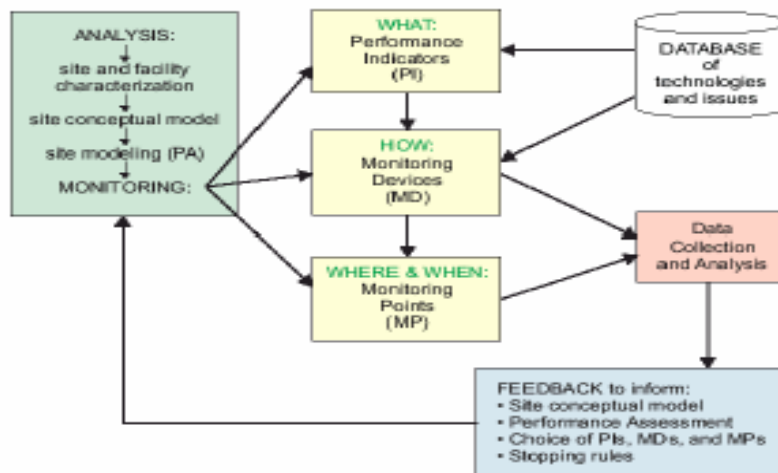 ANALYSIS:
site and facility
characterization
site conceptual model
site modeling (PA)
MONITORING:
WHAT:
Performance
Indicators
(PI)
HOW:
Monitoring
Devices
(MD)
WHERE & WHEN:
Monitoring
Points
(MP)
DATABASE
of
technologies
and issues
Data
Collection
and Analysis
FEEDBACK to inform:
• Site conceptual model
• Performance Assessment
• Choice of PIs, MDs, and MPs
• Stopping rules